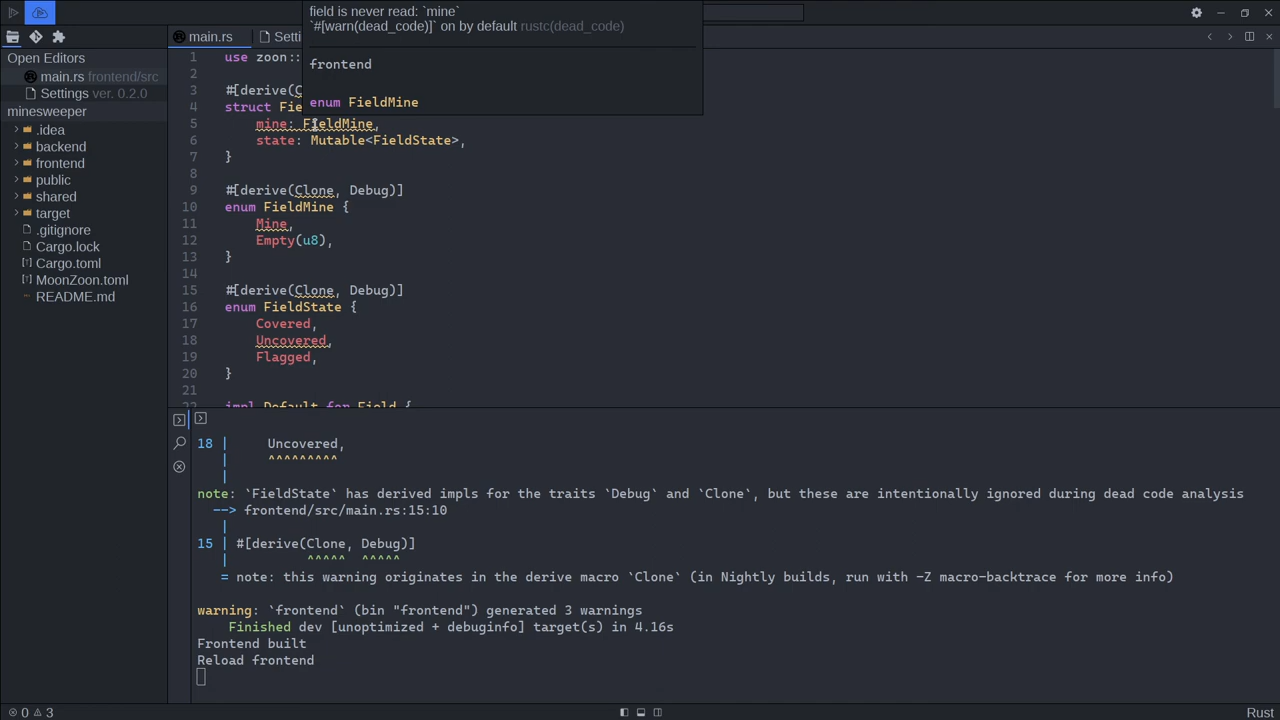 field is never read: `mine`
`#[warn(dead_code)]` on by default rustc(dead_code)
frontend
enum FieldMine
main.rs
Setti
Open Editors
main.rs frontend/src
Settings ver. 0.2.0
minesweeper
.idea
backend
frontend
public
shared
target
.gitignore
Cargo.lock
Cargo.toml
MoonZoon.toml
README.md
1 use zoon::
2
3 #[derive(C
4 struct Fie
5 mine: FieldMine,
6 state: Mutable<FieldState>,
7 }
8
9 #[derive(Clone, Debug)]
10 enum FieldMine {
11 Mine,
12 Empty(u8),
13 }
14
15 #[derive(Clone, Debug)]
16 enum FieldState {
17 Covered,
18 Uncovered,
19 Flagged,
20 }
21
22 impl Default for Field {
18 | Uncovered,
| ^^^^^^^^^
|
note: `FieldState` has derived impls for the traits `Debug` and `Clone`, but these are intentionally ignored during dead code analysis
--> frontend/src/main.rs:15:10
|
15 | #[derive(Clone, Debug)]
| ^^^^^ ^^^^^
= note: this warning originates in the derive macro `Clone` (in Nightly builds, run with -Z macro-backtrace for more info)
warning: `frontend` (bin "frontend") generated 3 warnings
Finished dev [unoptimized + debuginfo] target(s) in 4.16s
Frontend built
Reload frontend
0 3
Rust